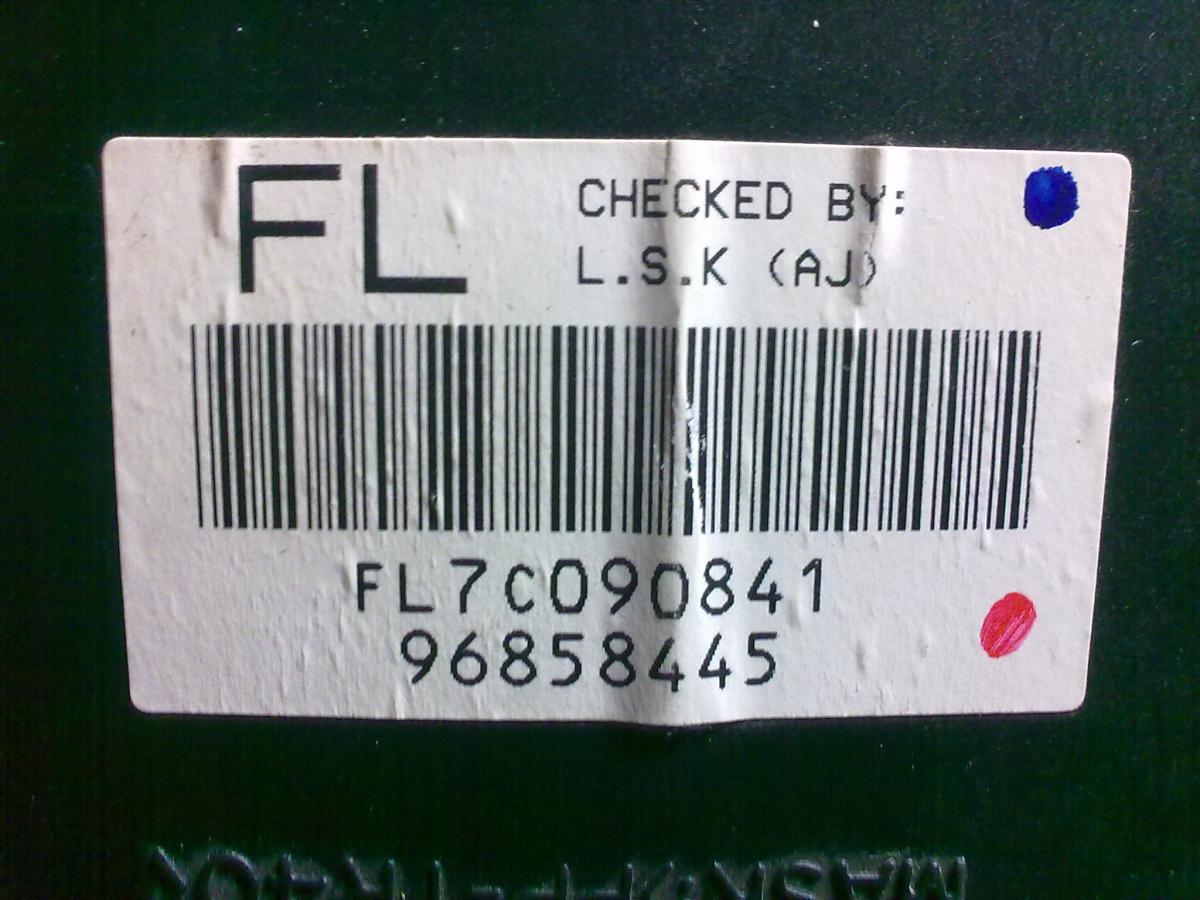 FL
CHECKED BY:
L.S.K (AJ)
FL7C090841
96858445